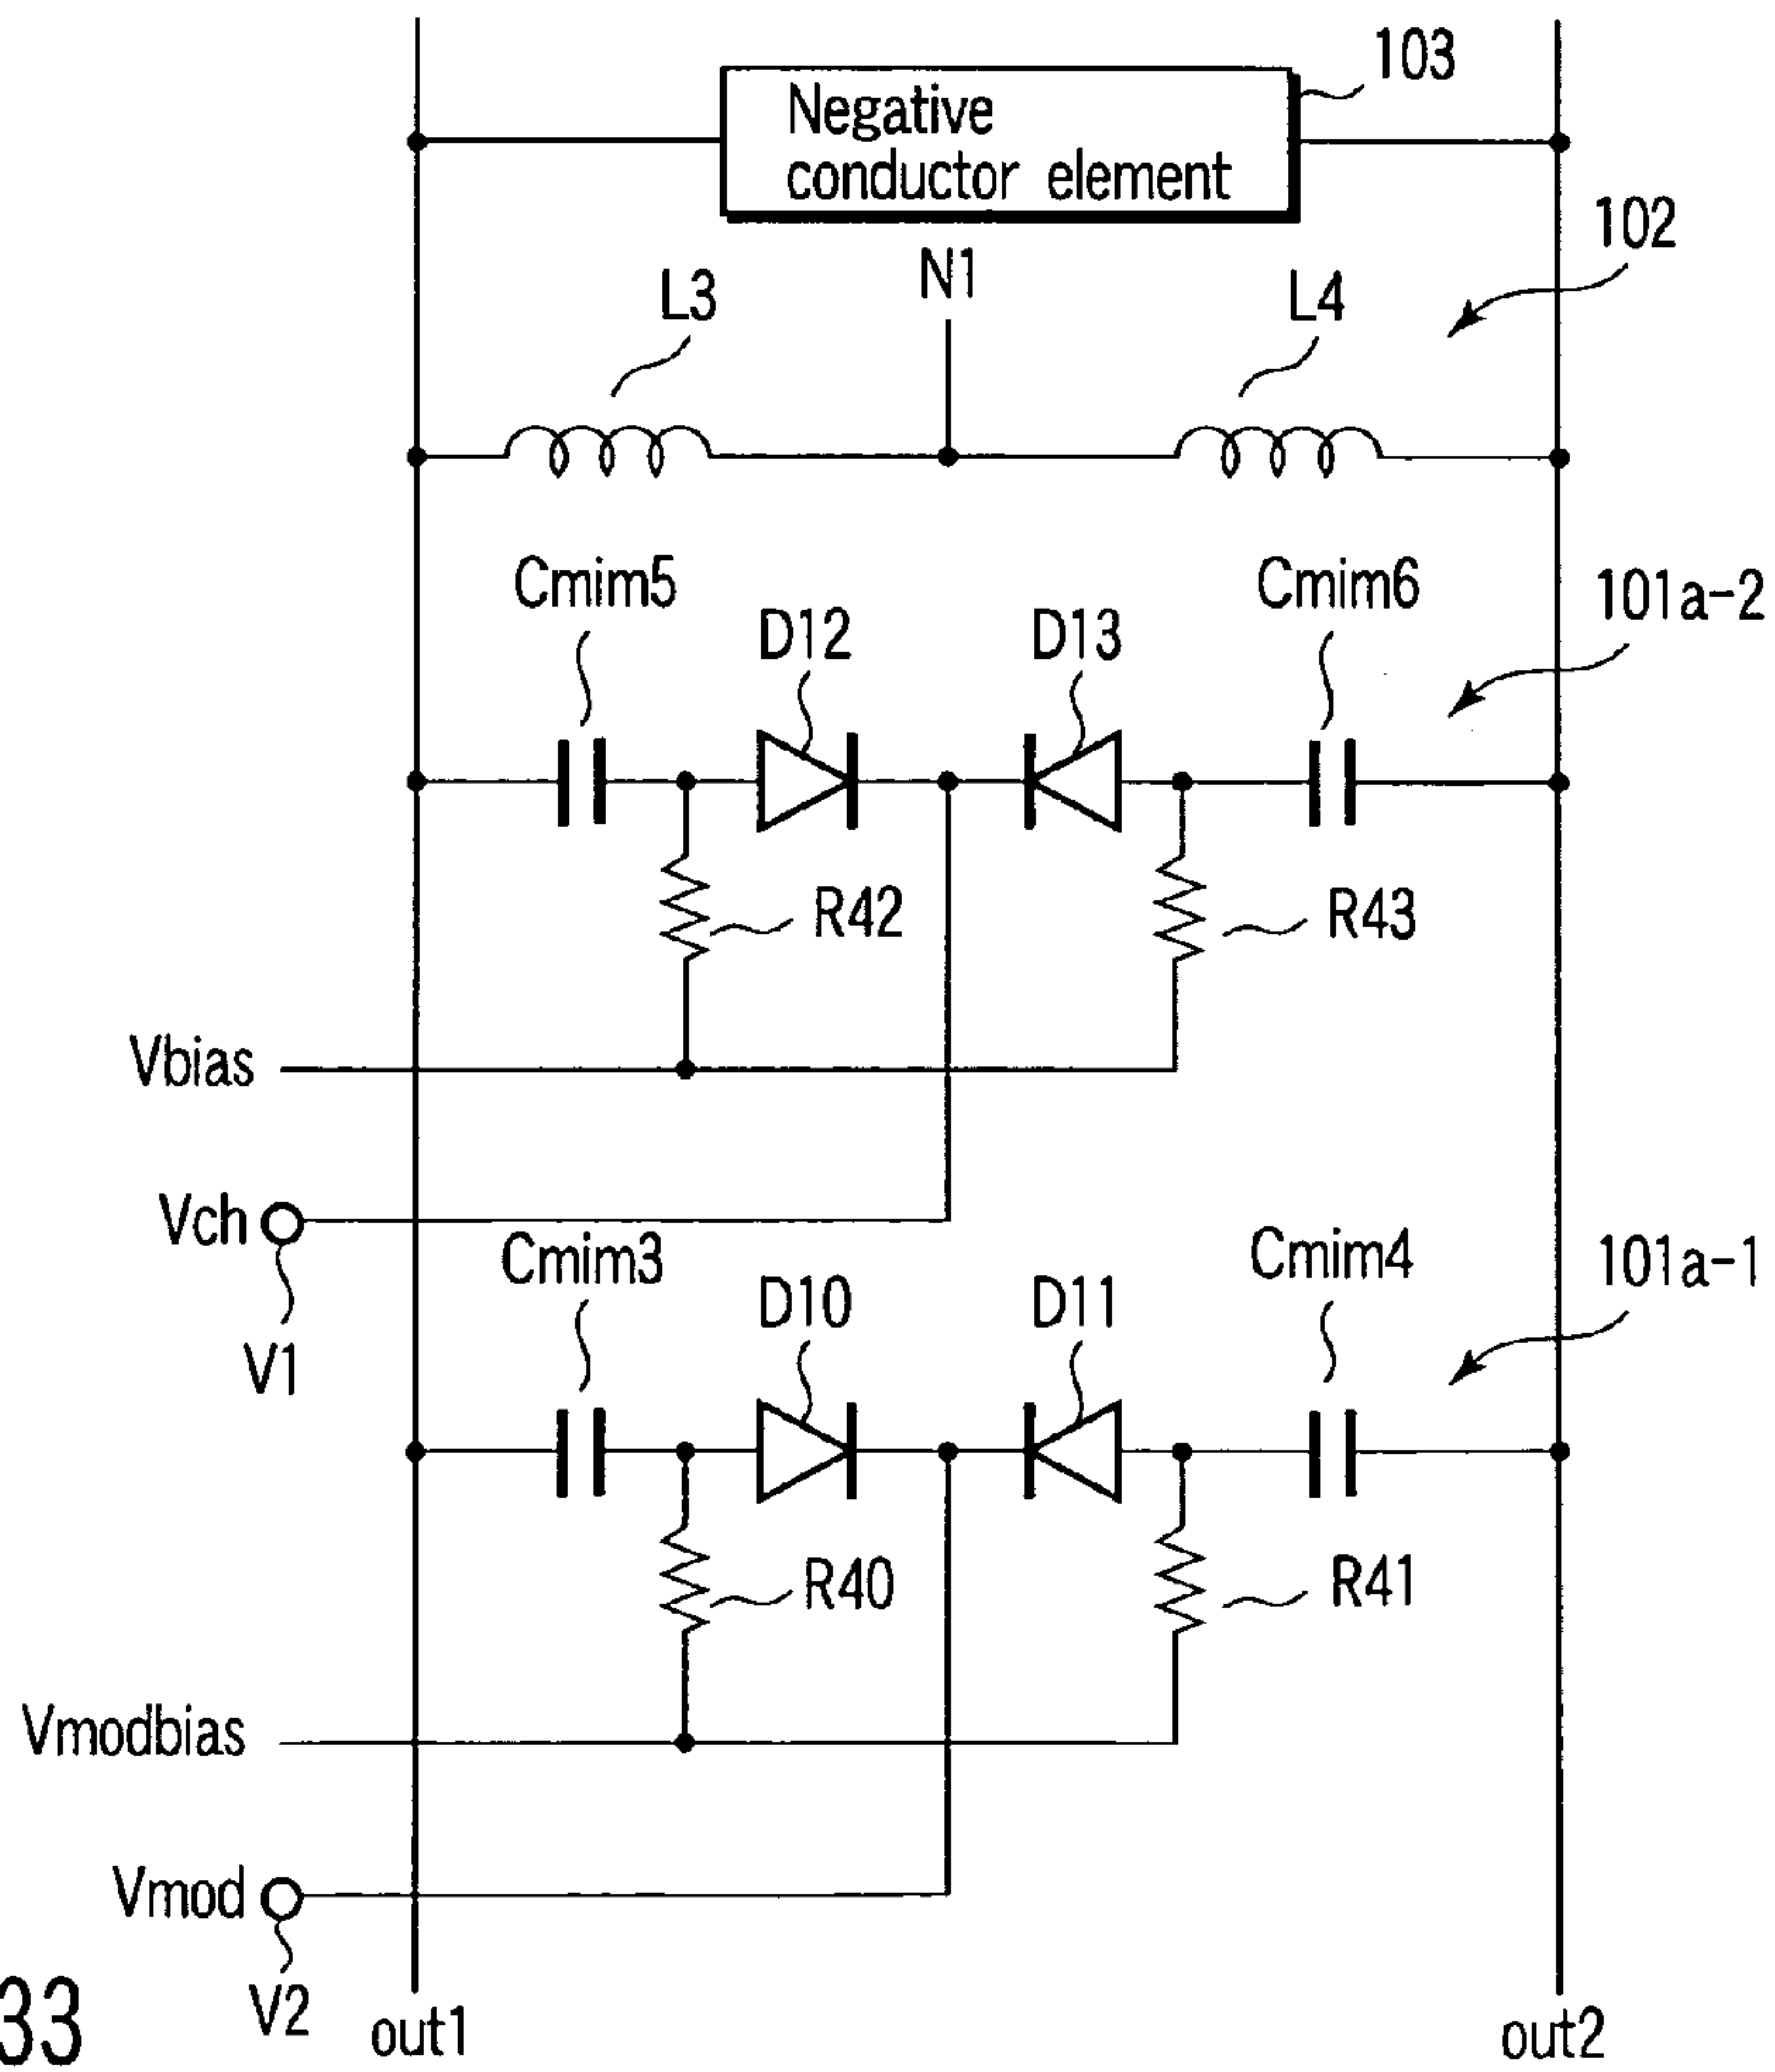 103
Negative
conductor element
102
N1
L3
L4
Cmim5
Cmim6
101a-2
D12
D13
R42
R43
Vbias
Vch
Cmim3
Cmim4
101a-1
D10
D11
V1
R40
R41
Vmodbias
Vmod
V2
33
out1
out2